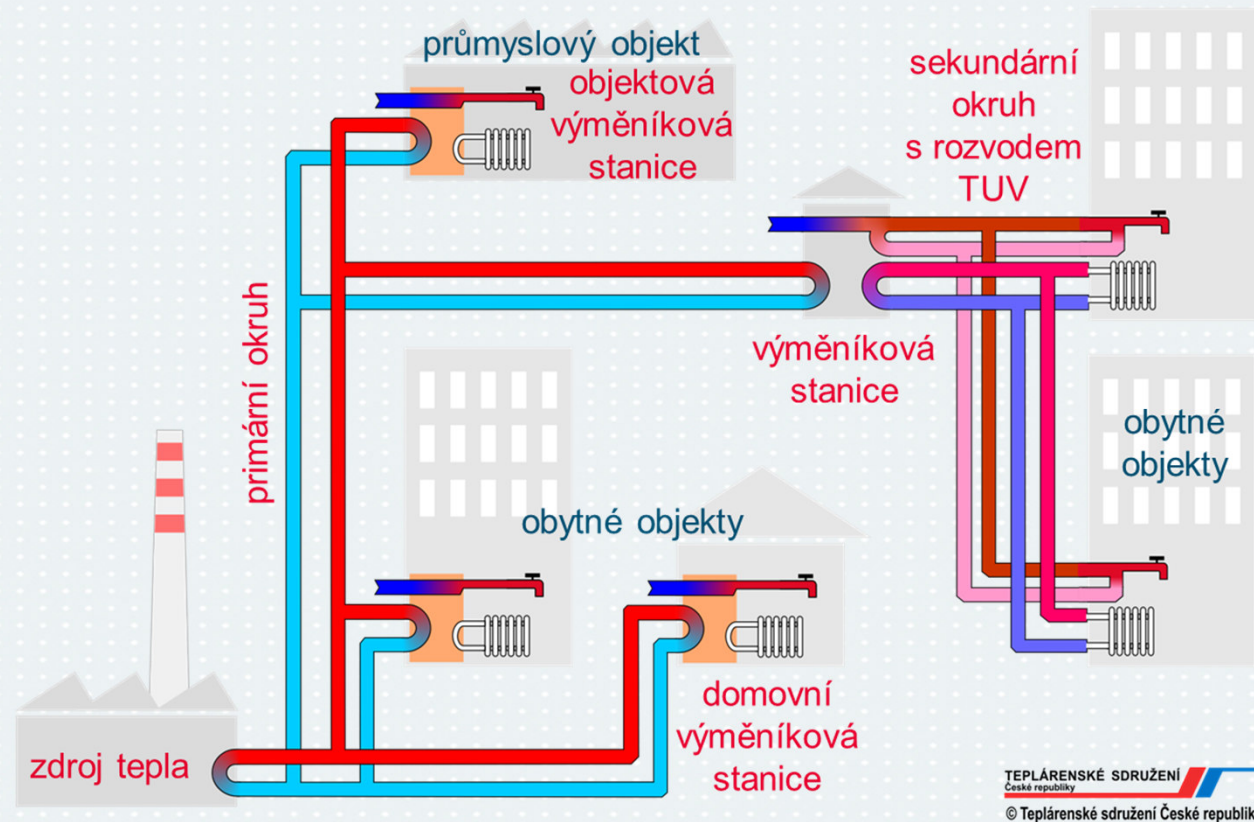 průmyslový objekt
objektová
výměníková
stanice
sekundární
okruh
s rozvodem
TUV
primární okruh
výměníková
stanice
obytné
objekty
obytné objekty
domovní
výměníková
stanice
zdroj tepla
TEPLÁRENSKÉ SDRUŽENÍ
České republiky
© Teplárenské sdružení České republik